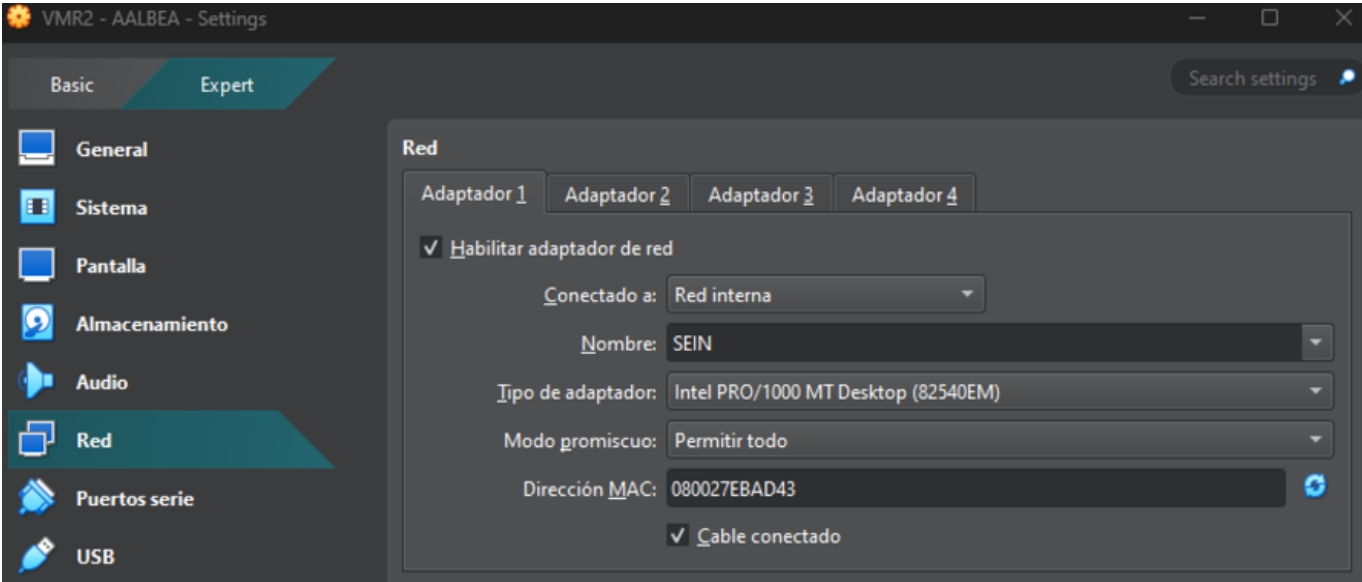 VMR2 - AALBEA - Settings
Basic
Expert
Search settings
General
Sistema
Pantalla
Almacenamiento
Audio
Red
Puertos serie
USB
Red
Adaptador 1
Adaptador 2
Adaptador 3
Adaptador 4
Habilitar adaptador de red
Conectado a: Red interna
Nombre: SEIN
Tipo de adaptador: Intel PRO/1000 MT Desktop (82540EM)
Modo promiscuo: Permitir todo
Dirección MAC: 080027EBAD43
Cable conectado